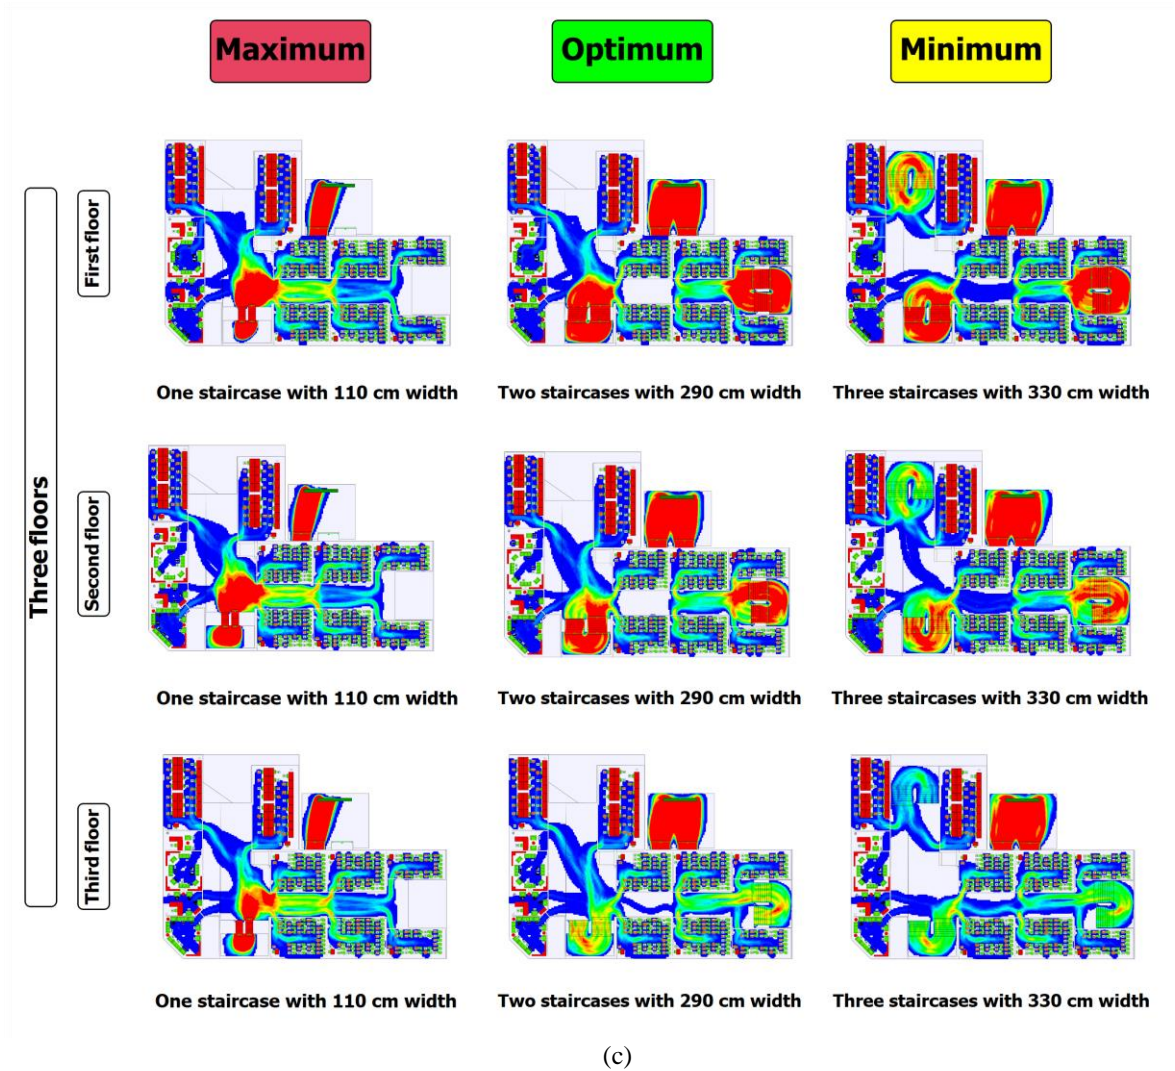 Maximum
Optimum
Minimum
Three floors
First floor
One staircase with 110 cm width
Two staircases with 290 cm width
Three staircases with 330 cm width
Second floor
One staircase with 110 cm width
Two staircases with 290 cm width
Three staircases with 330 cm width
Third floor
One staircase with 110 cm width
Two staircases with 290 cm width
Three staircases with 330 cm width
(c)